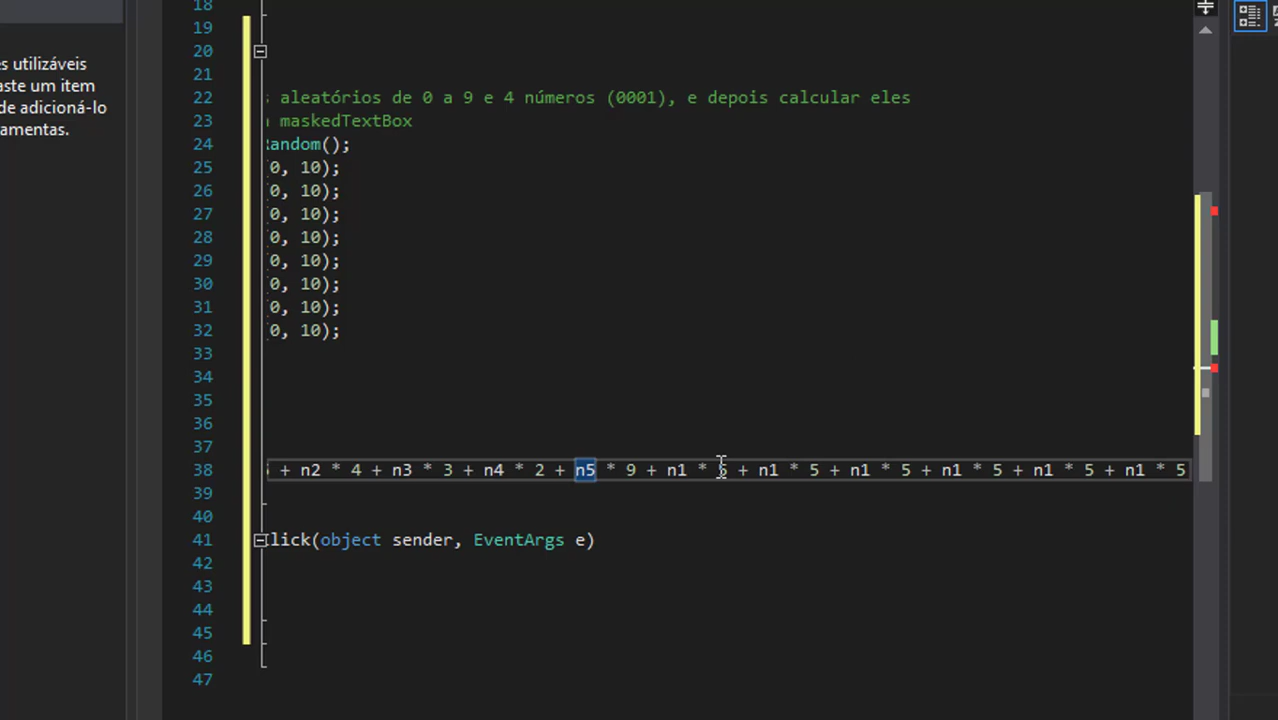 18
19
20
21
22 s aleatórios de 0 a 9 e 4 números (0001), e depois calcular eles
23 maskedTextBox
24 Random();
25 0, 10);
26 0, 10);
27 0, 10);
28 0, 10);
29 0, 10);
30 0, 10);
31 0, 10);
32 0, 10);
33
34
35
36
37
38 + n2 * 4 + n3 * 3 + n4 * 2 + n5 * 9 + n1 * 5 + n1 * 5 + n1 * 5 + n1 * 5 + n1 * 5 + n1 * 5
39
40
41 lick(object sender, EventArgs e)
42
43
44
45
46
47
s utilizáveis
aste um item
de adicioná-lo
amentas.